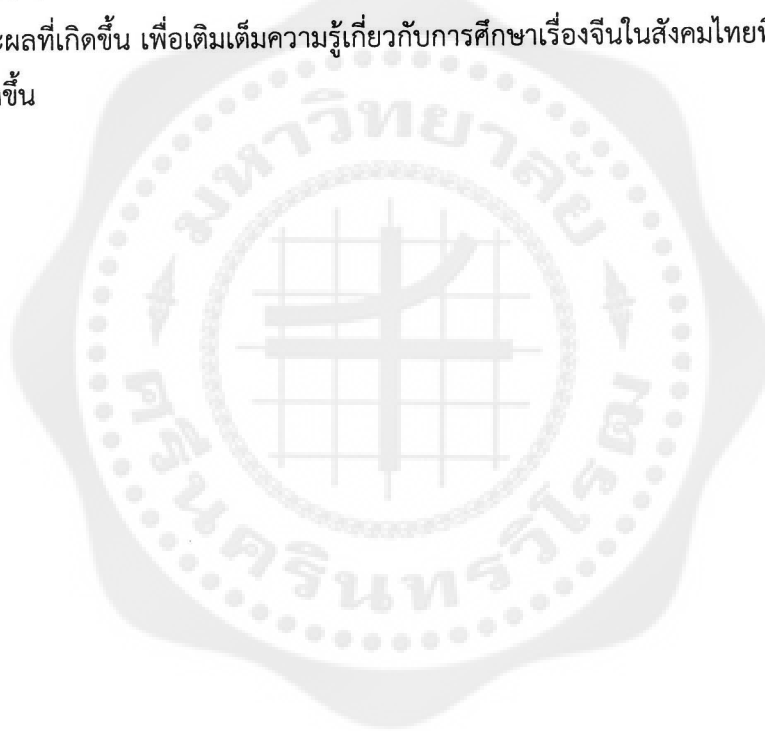 ผลที่เกิดขึ้น เพื่อเติมเต็มความรู้เกี่ยวกับการศึกษาเรื่องจีนในสังคมไทย
ขึ้น
มหาวิทยาลัย
ศรีนครินทรวิโรฒ